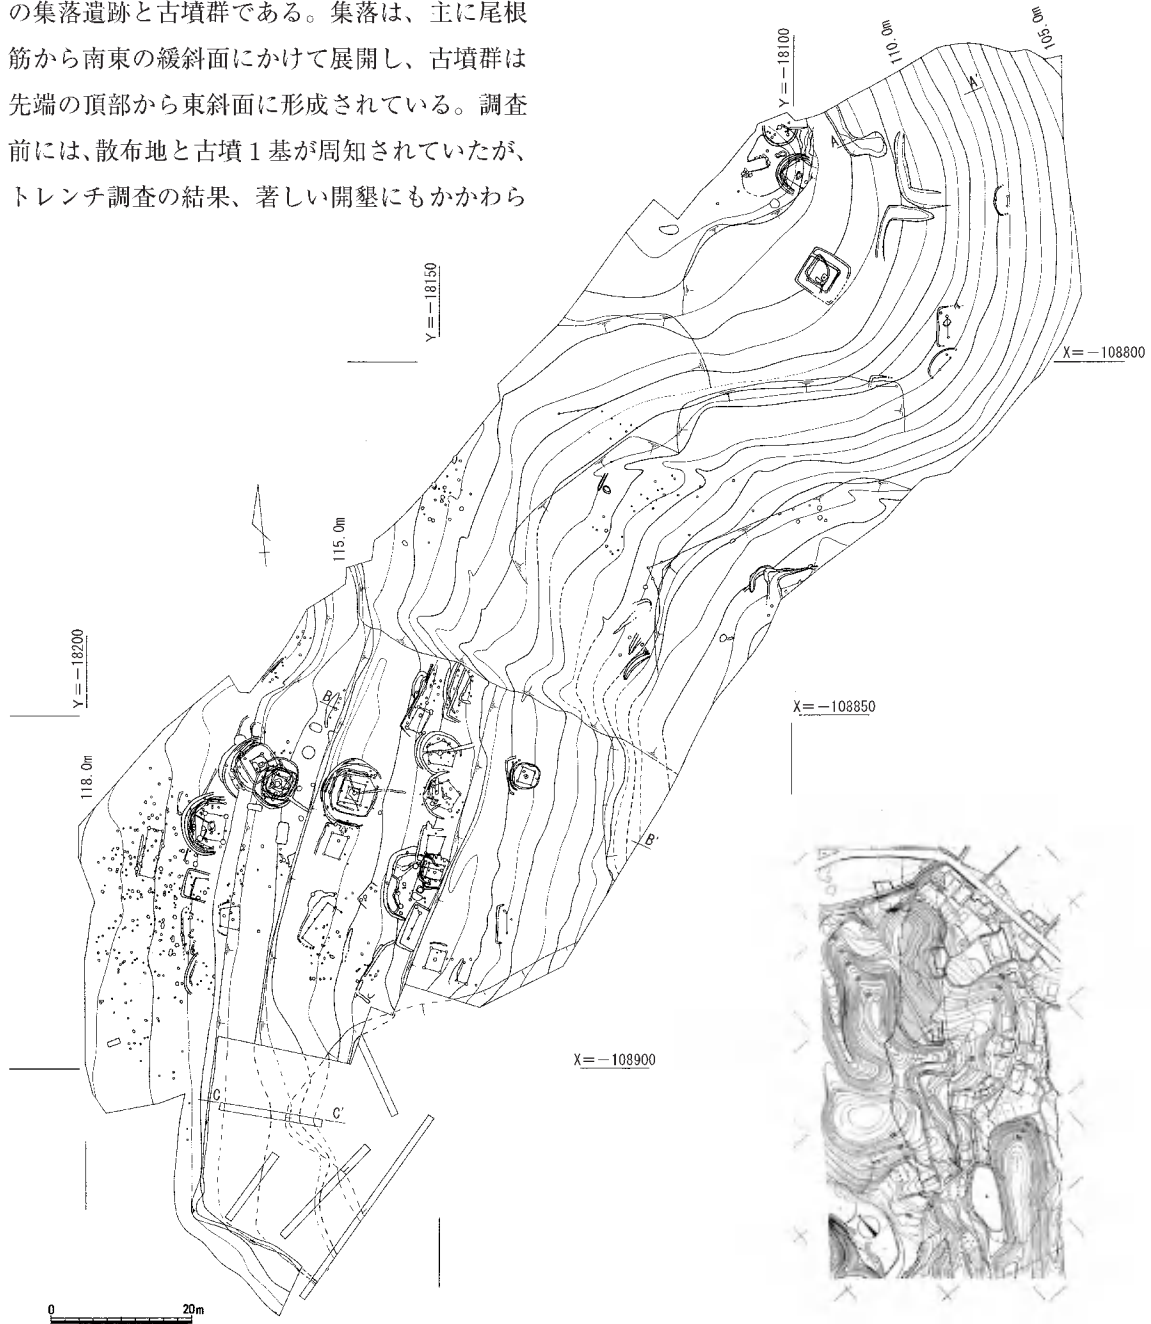 の集落遺跡と古墳群である。集落は、主に尾根
筋から南東の緩斜面にかけて展開し、古墳群は
先端の頂部から東斜面に形成されている。調査
前には、散布地と古墳１基が周知されていたが、
トレンチ調査の結果、著しい開墾にもかかわら
Y=-18100
110.0m
105.0m
A'
A
Y=-18150
X=-108800
115.0m
Y=-18200
B
X=-108850
118.0m
B'
X=-108900
C
C'
0
20m